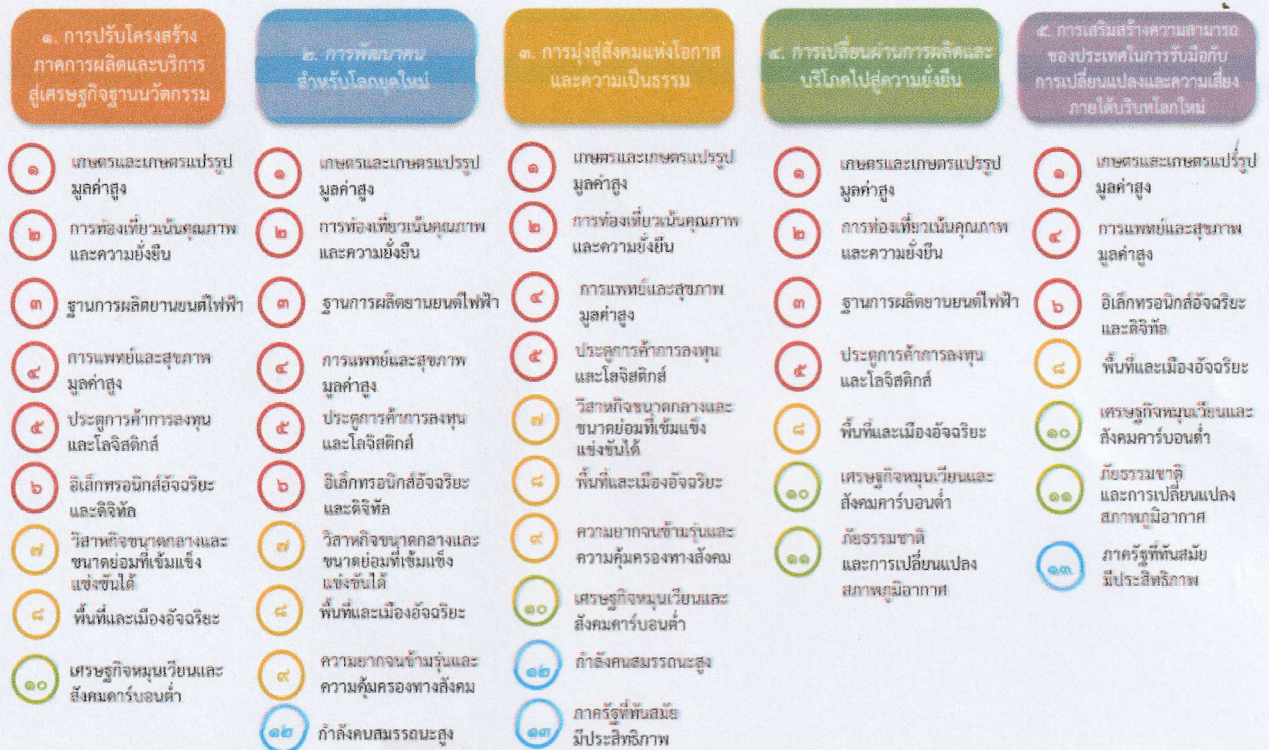 ๑. การปรับโครงสร้าง
ภาคการผลิตและบริการ
สู่เศรษฐกิจฐานนวัตกรรม
๑
เกษตรและเกษตรแปรรูป
มูลค่าสูง
๒
การท่องเที่ยวเน้นคุณภาพ
และความยั่งยืน
๓
ฐานการผลิตยานยนต์ไฟฟ้า
๔
การแพทย์และสุขภาพ
มูลค่าสูง
๕
ประตูการค้าการลงทุน
และโลจิสติกส์
๖
อิเล็กทรอนิกส์อัจฉริยะ
และดิจิทัล
๗
วิสาหกิจขนาดกลางและ
ขนาดย่อมที่เข้มแข็ง
แข่งขันได้
๘
พื้นที่และเมืองอัจฉริยะ
๑๐
เศรษฐกิจหมุนเวียนและ
สังคมคาร์บอนต่ำ
๒. การพัฒนาคน
สำหรับโลกยุคใหม่
๑
เกษตรและเกษตรแปรรูป
มูลค่าสูง
๒
การท่องเที่ยวเน้นคุณภาพ
และความยั่งยืน
๓
ฐานการผลิตยานยนต์ไฟฟ้า
๔
การแพทย์และสุขภาพ
มูลค่าสูง
๕
ประตูการค้าการลงทุน
และโลจิสติกส์
๖
อิเล็กทรอนิกส์อัจฉริยะ
และดิจิทัล
๗
วิสาหกิจขนาดกลางและ
ขนาดย่อมที่เข้มแข็ง
แข่งขันได้
๘
พื้นที่และเมืองอัจฉริยะ
๙
ความยากจนข้ามรุ่นและ
ความคุ้มครองทางสังคม
๑๒
กำลังคนสมรรถนะสูง
๓. การมุ่งสู่สังคมแห่งโอกาส
และความเป็นธรรม
๑
เกษตรและเกษตรแปรรูป
มูลค่าสูง
๒
การท่องเที่ยวเน้นคุณภาพ
และความยั่งยืน
๔
การแพทย์และสุขภาพ
มูลค่าสูง
๕
ประตูการค้าการลงทุน
และโลจิสติกส์
๗
วิสาหกิจขนาดกลางและ
ขนาดย่อมที่เข้มแข็ง
แข่งขันได้
๘
พื้นที่และเมืองอัจฉริยะ
๙
ความยากจนข้ามรุ่นและ
ความคุ้มครองทางสังคม
๑๐
เศรษฐกิจหมุนเวียนและ
สังคมคาร์บอนต่ำ
๑๒
กำลังคนสมรรถนะสูง
๑๓
ภาครัฐที่ทันสมัย
มีประสิทธิภาพ
๔. การเปลี่ยนผ่านการผลิตและ
บริโภคไปสู่ความยั่งยืน
๑
เกษตรและเกษตรแปรรูป
มูลค่าสูง
๒
การท่องเที่ยวเน้นคุณภาพ
และความยั่งยืน
๓
ฐานการผลิตยานยนต์ไฟฟ้า
๕
ประตูการค้าการลงทุน
และโลจิสติกส์
๘
พื้นที่และเมืองอัจฉริยะ
๑๐
เศรษฐกิจหมุนเวียนและ
สังคมคาร์บอนต่ำ
๑๑
ภัยธรรมชาติ
และการเปลี่ยนแปลง
สภาพภูมิอากาศ
๕. การเสริมสร้างความสามารถ
ของประเทศในการรับมือกับ
การเปลี่ยนแปลงและความเสี่ยง
ภายใต้บริบทโลกใหม่
๑
เกษตรและเกษตรแปรรูป
มูลค่าสูง
๔
การแพทย์และสุขภาพ
มูลค่าสูง
๖
อิเล็กทรอนิกส์อัจฉริยะ
และดิจิทัล
๘
พื้นที่และเมืองอัจฉริยะ
๑๐
เศรษฐกิจหมุนเวียนและ
สังคมคาร์บอนต่ำ
๑๑
ภัยธรรมชาติ
และการเปลี่ยนแปลง
สภาพภูมิอากาศ
๑๓
ภาครัฐที่ทันสมัย
มีประสิทธิภาพ